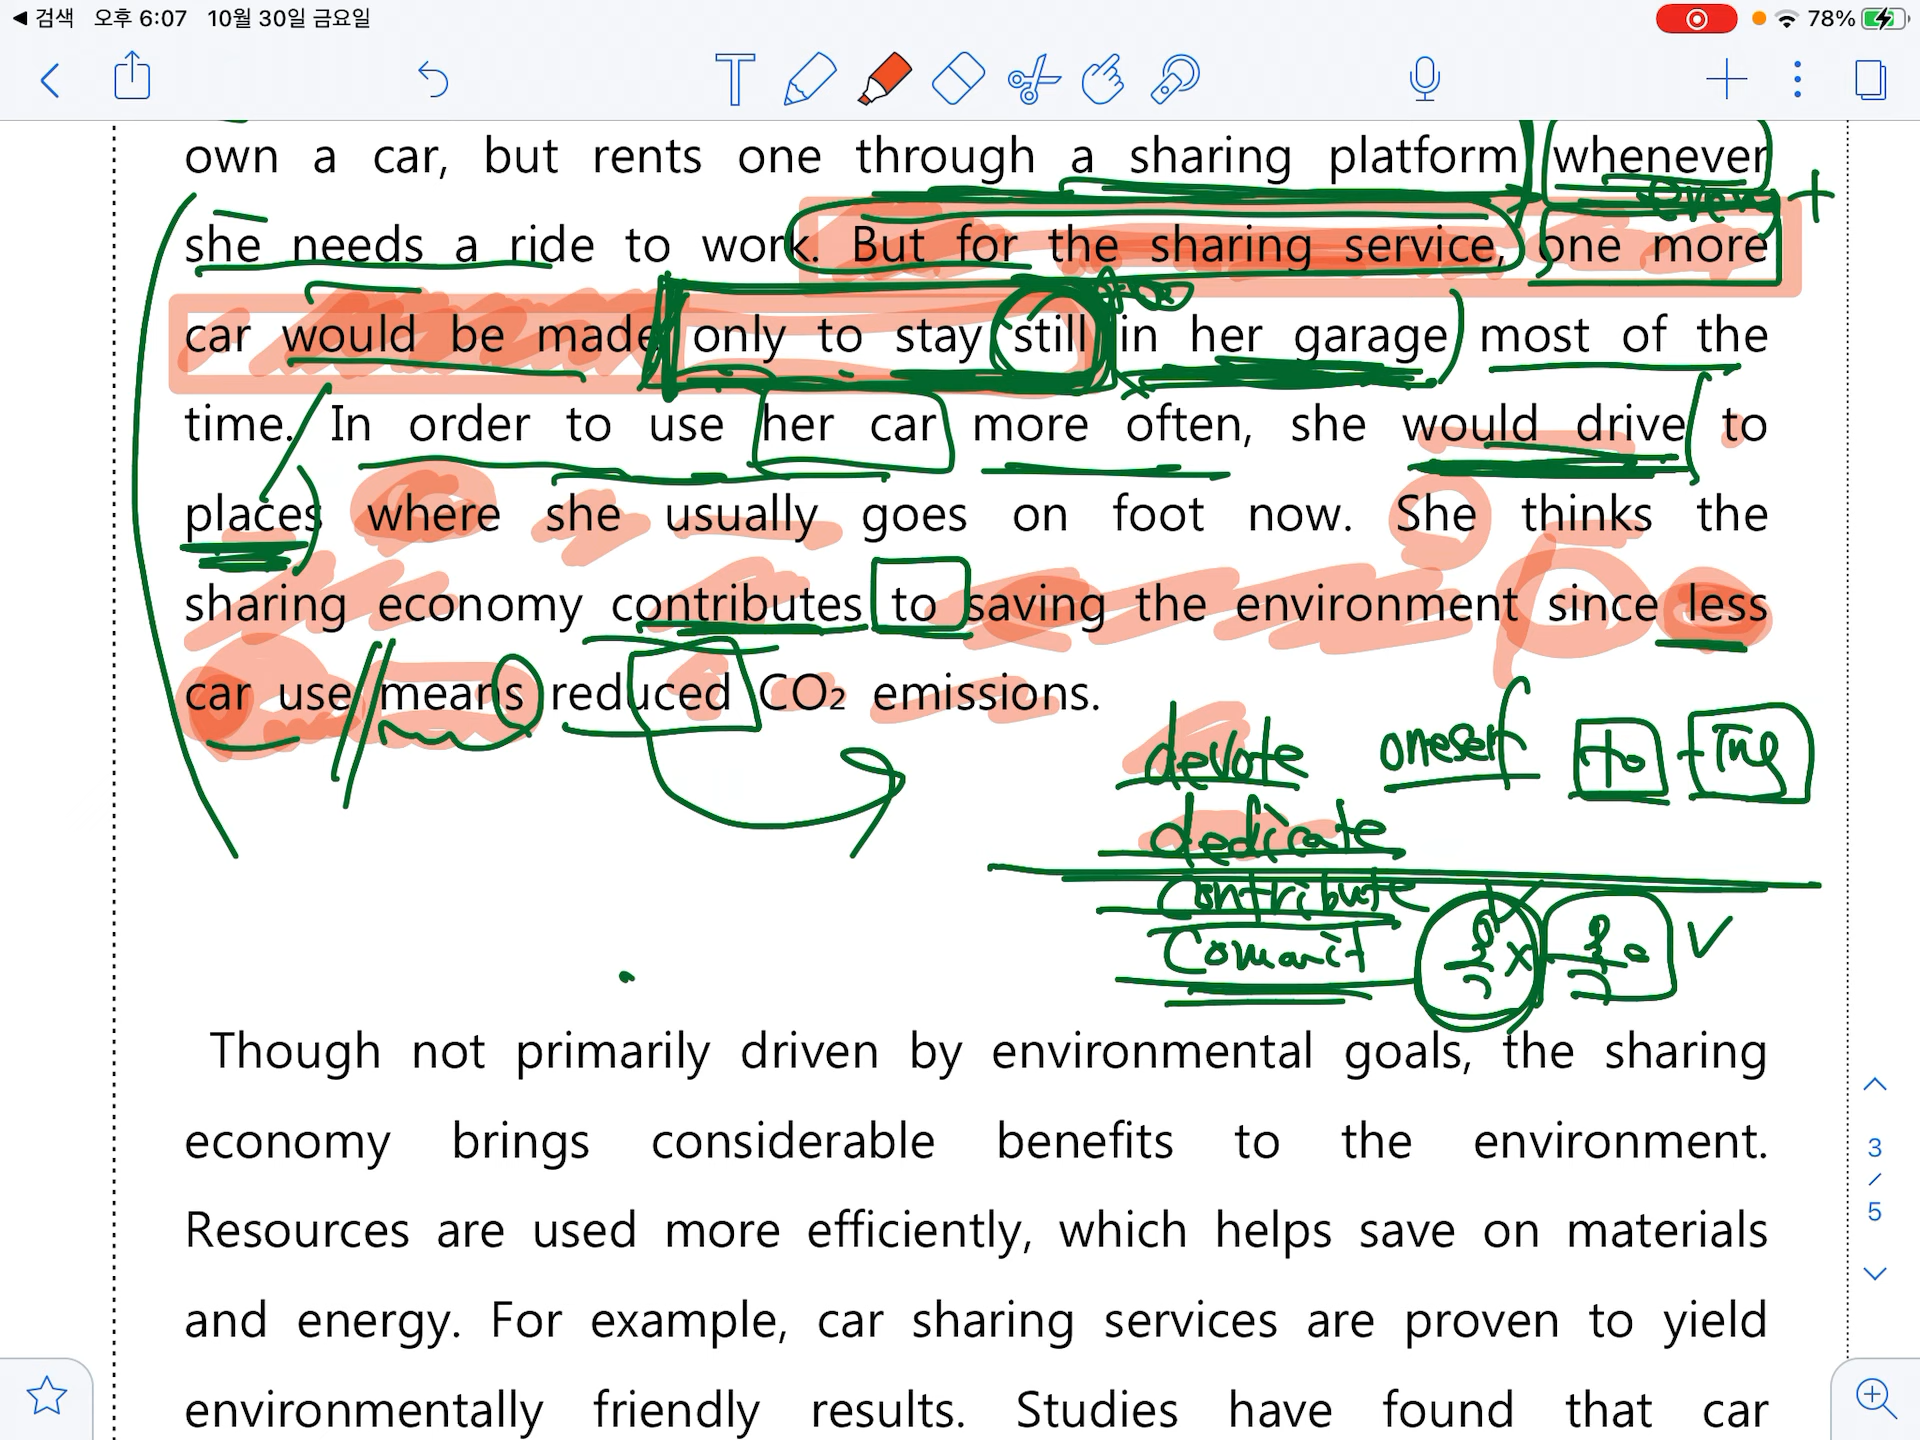 검색 오후 6:07 10월 30일 금요일 78%
own a car, but rents one through a sharing platform whenever
even
she needs a ride to work. But for the sharing service, one more
car would be made only to stay still in her garage most of the
time. In order to use her car more often, she would drive to
places where she usually goes on foot now. She thinks the
sharing economy contributes to saving the environment since less
car use means reduced CO₂ emissions.
devote oneself to -ing
dedicate
Contribute
Though not primarily driven by environmental goals, the sharing
economy brings considerable benefits to the environment.
Resources are used more efficiently, which helps save on materials
and energy. For example, car sharing services are proven to yield
environmentally friendly results. Studies have found that car
3
/
5